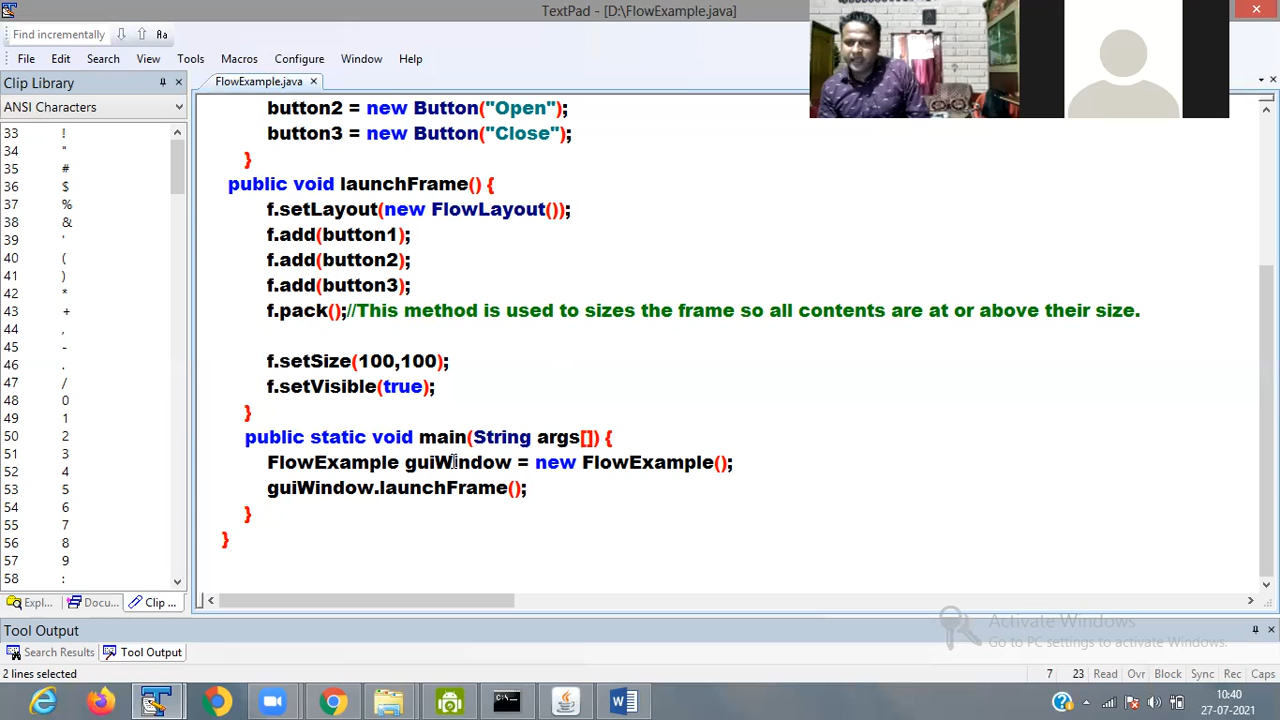 TextPad - [D:\FlowExample.java]
Find incrementally
File Edit Search View Tools Macros Configure Window Help
Clip Library
FlowExample.java
ANSI Characters
33 !
34 "
35 #
36 $
37 %
38 &
39 '
40 (
41 )
42 *
43 +
44 ,
45 -
46 .
47 /
48 0
49 1
50 2
51 3
52 4
53 5
54 6
55 7
56 8
57 9
58 :
button2 = new Button("Open");
button3 = new Button("Close");
}
public void launchFrame() {
f.setLayout(new FlowLayout());
f.add(button1);
f.add(button2);
f.add(button3);
f.pack();//This method is used to sizes the frame so all contents are at or above their size.
f.setSize(100,100);
f.setVisible(true);
}
public static void main(String args[]) {
FlowExample guiWindow = new FlowExample();
guiWindow.launchFrame();
}
}
Expl... Docu... Clip ...
Tool Output
Search Results Tool Output
Activate Windows
Go to PC settings to activate Windows.
2 lines selected
7 23 Read Ovr Block Sync Rec Caps
10:40
27-07-2021